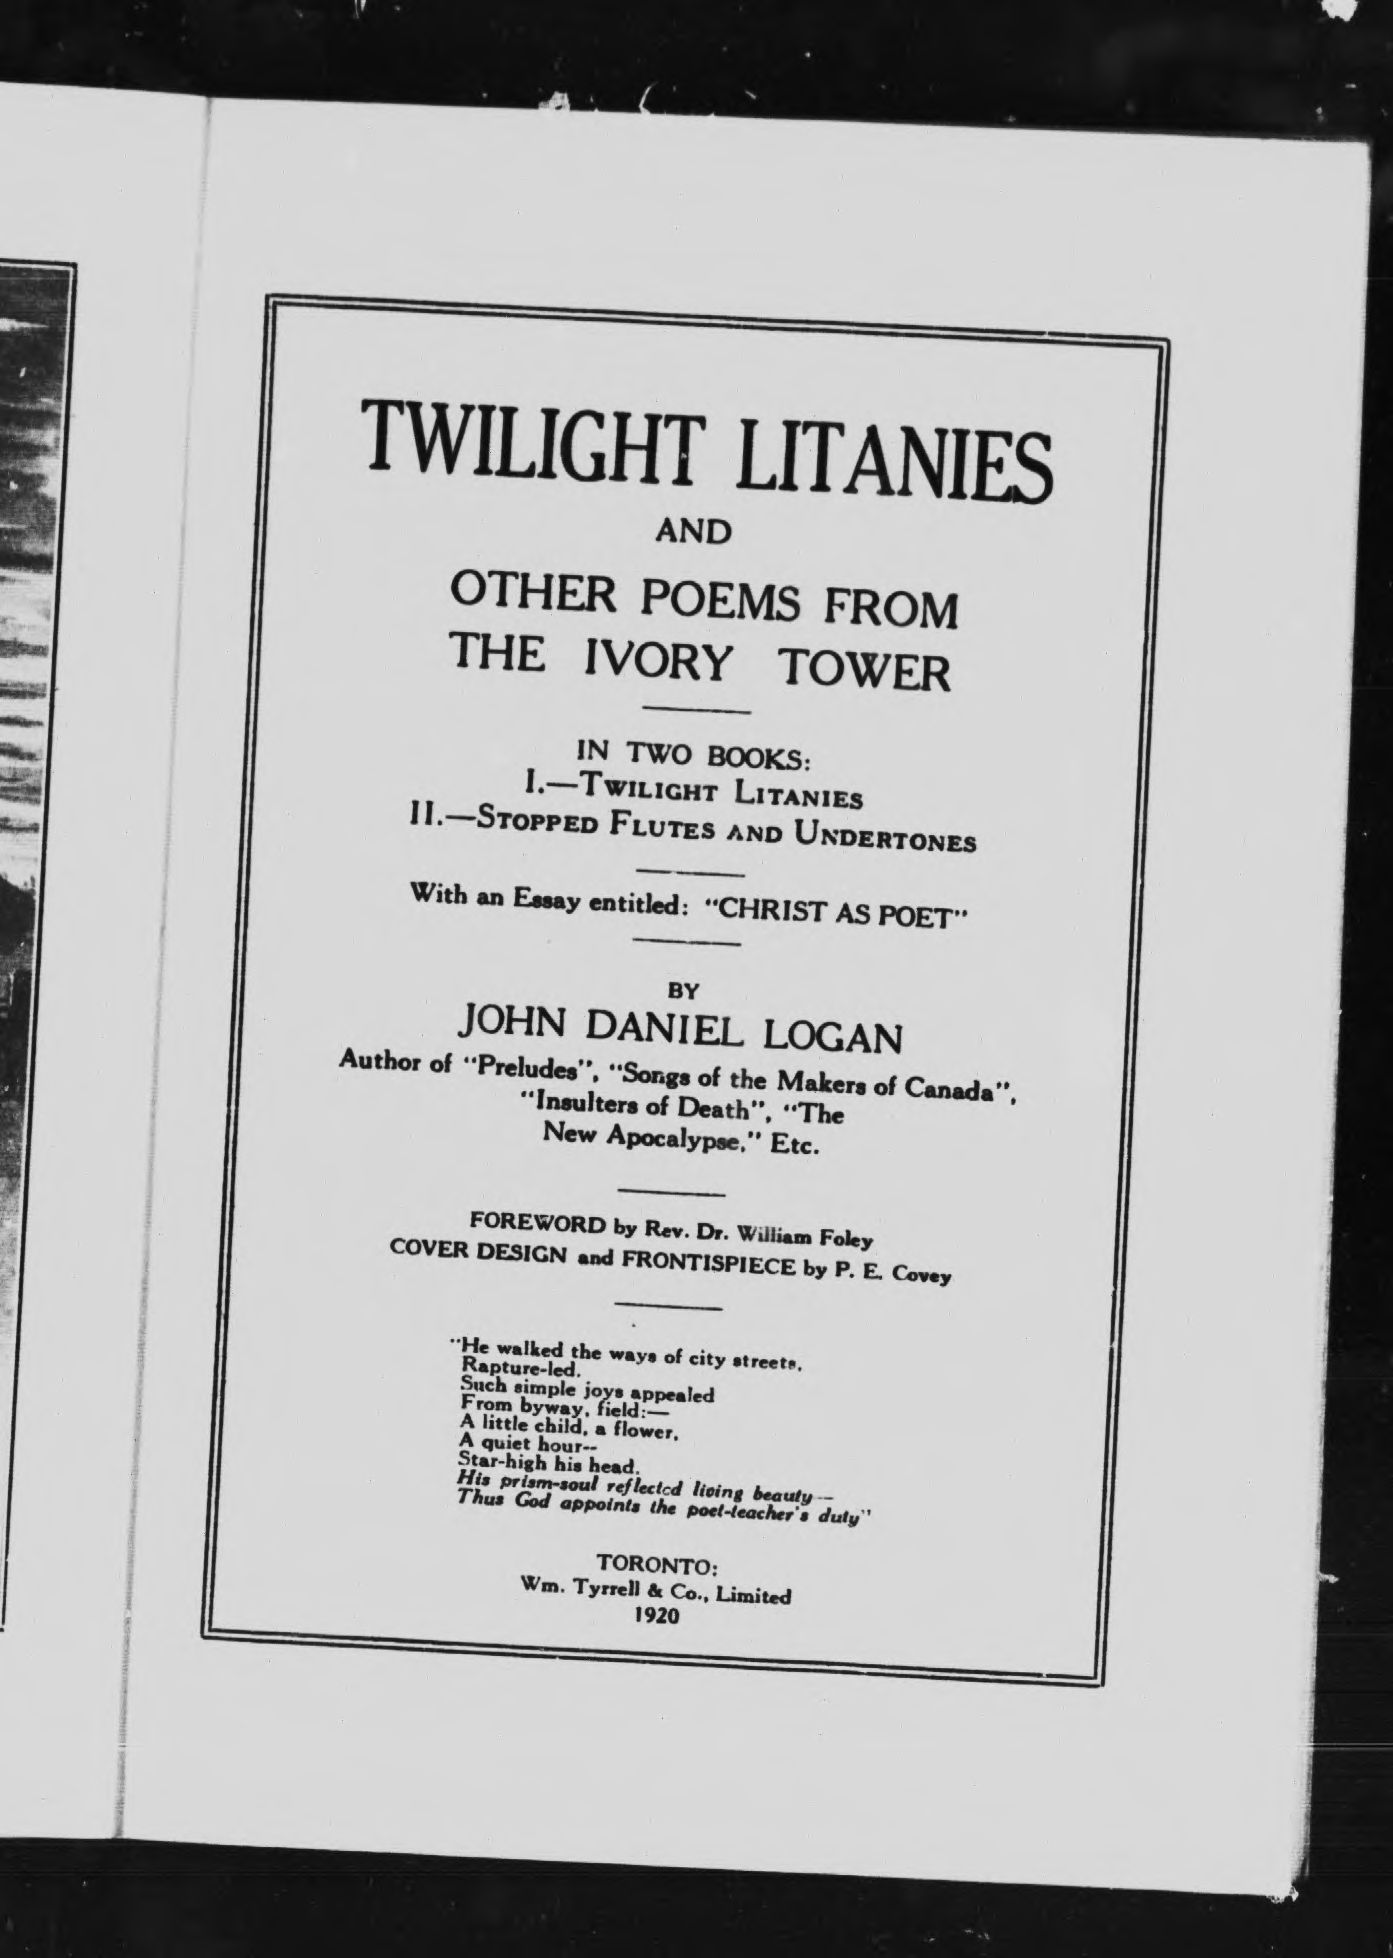 TWILIGHT LITANIES
AND
OTHER POEMS FROM
THE IVORY TOWER
IN TWO BOOKS:
I.—TWILIGHT LITANIES
II.—STOPPED FLUTES AND UNDERTONES
With an Essay entitled: "CHRIST AS POET"
BY
JOHN DANIEL LOGAN
Author of "Preludes", "Songs of the Makers of Canada",
"Insulters of Death", "The
New Apocalypse," Etc.
FOREWORD by Rev. Dr. William Foley
COVER DESIGN and FRONTISPIECE by P. E. Covey
"He walked the ways of city streets,
Rapture-led.
Such simple joys appealed
From byway, field:—
A little child, a flower,
A quiet hour--
Star-high his head.
His prism-soul reflected living beauty—
Thus God appoints the poet-teacher's duty"
TORONTO:
Wm. Tyrrell & Co., Limited
1920